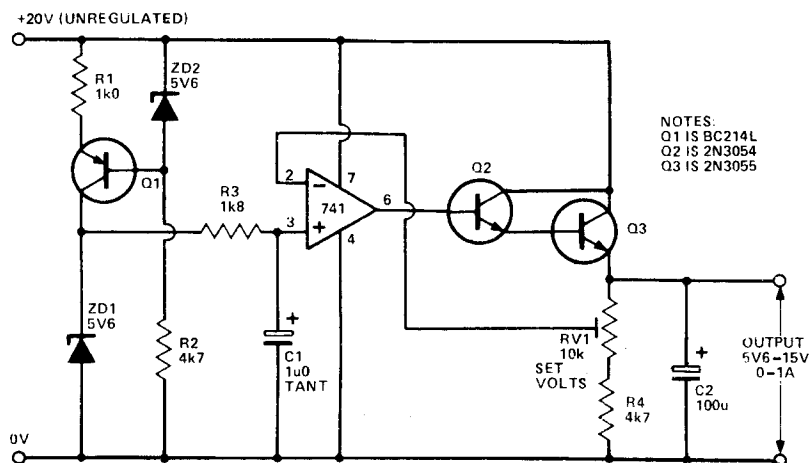 +20V (UNREGULATED)
R1
1k0
ZD2
5V6
Q1
R3
1k8
2
3
741
7
4
6
Q2
Q3
NOTES:
Q1 IS BC214L
Q2 IS 2N3054
Q3 IS 2N3055
ZD1
5V6
R2
4k7
+
C1
1u0
TANT
RV1
10k
SET
VOLTS
R4
4k7
+
C2
100u
OUTPUT
5V6–15V
0–1A
0V